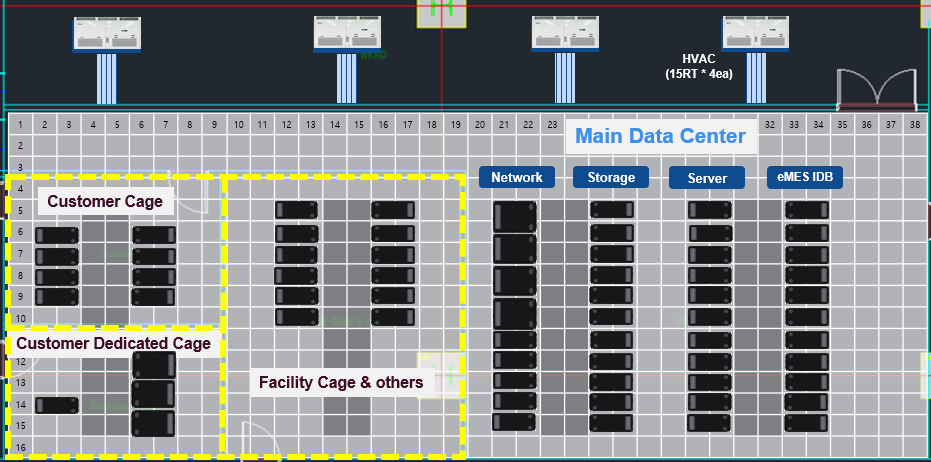 HVAC
(15RT * 4ea)
1 2 3 4 5 6 7 8 9 10 11 12 13 14 15 16 17 18 19 20 21 22 23 32 33 34 35 36 37 38
Main Data Center
2
3
Network Storage Server eMES IDB
4
Customer Cage
5
6
7
8
9
10
Customer Dedicated Cage
12
13
Facility Cage & others
14
15
16